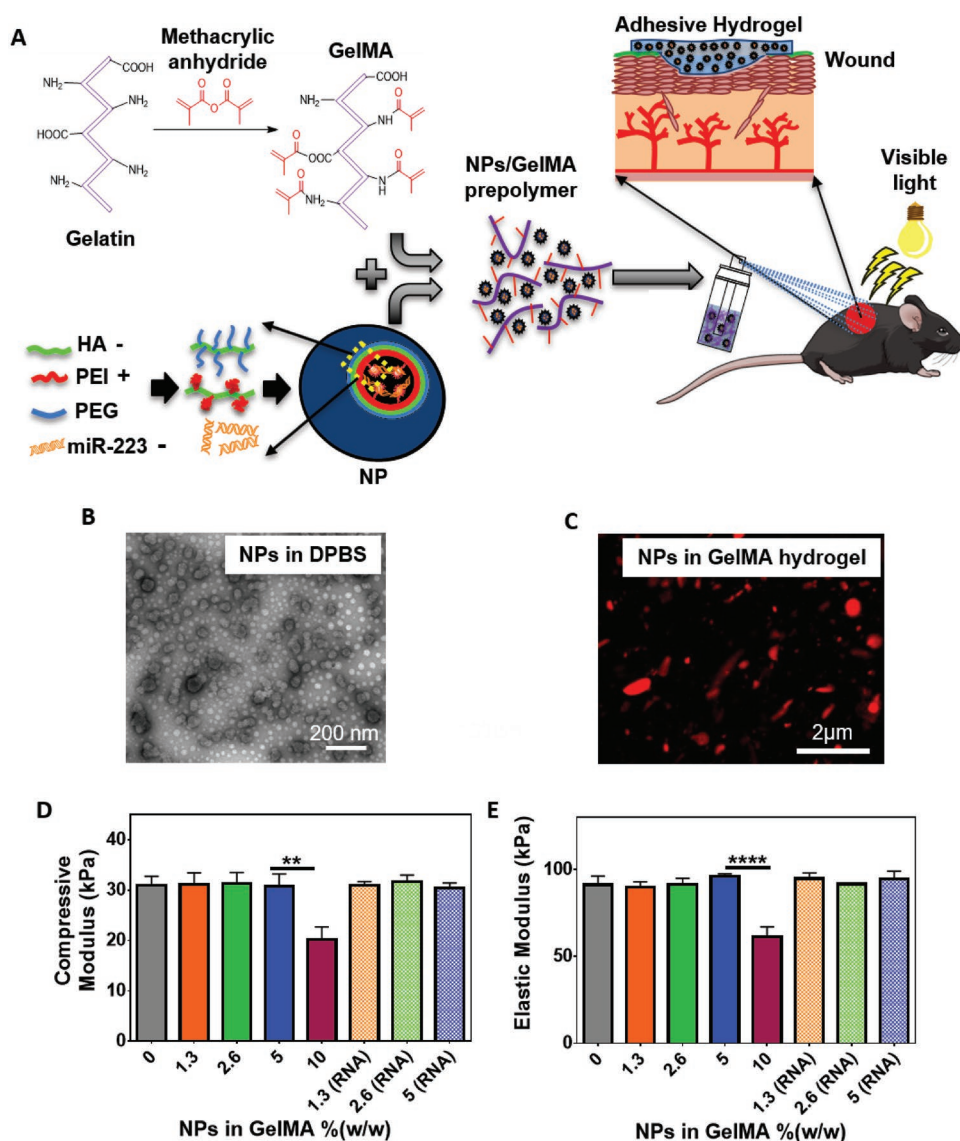 A
Methacrylic
anhydride
GelMA
Adhesive Hydrogel
Wound
COOH
NH₂
NH₂
HOOC
NH₂
NH₂
Gelatin
O O
O
COOH
NH₂
O
NH
O
OOC
O
NH₂
N
H
O
NPs/GelMA
prepolymer
Visible
light
HA -
PEI +
PEG
miR-223 -
NP
B
NPs in DPBS
200 nm
C
NPs in GelMA hydrogel
2μm
D
Compressive
Modulus (kPa)
40
30
20
10
0
**
0
1.3
2.6
5
10
1.3 (RNA)
2.6 (RNA)
5 (RNA)
NPs in GelMA %(w/w)
E
Elastic Modulus (kPa)
100
50
0
****
0
1.3
2.6
5
10
1.3 (RNA)
2.6 (RNA)
5 (RNA)
NPs in GelMA %(w/w)